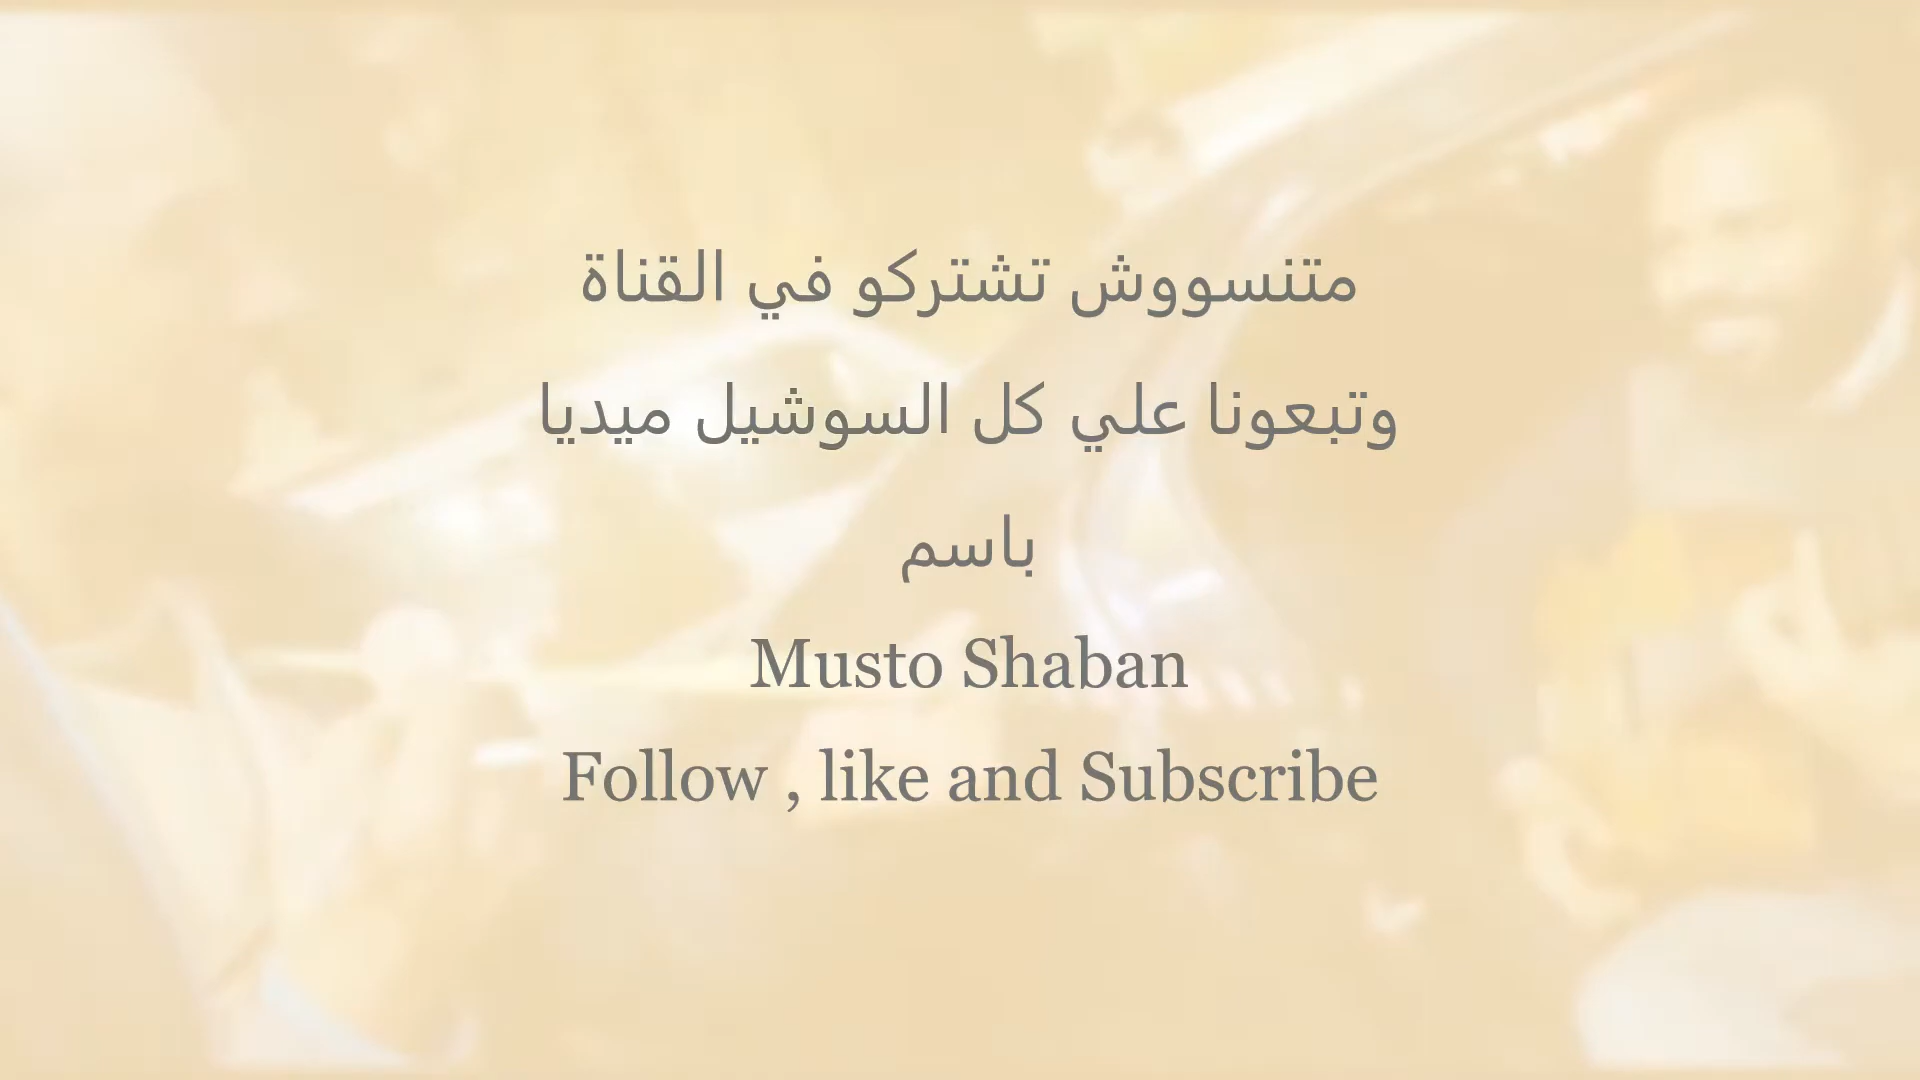 متنسووش تشتركو في القناة
وتبعونا علي كل السوشيل ميديا
باسم
Musto Shaban
Follow , like and Subscribe